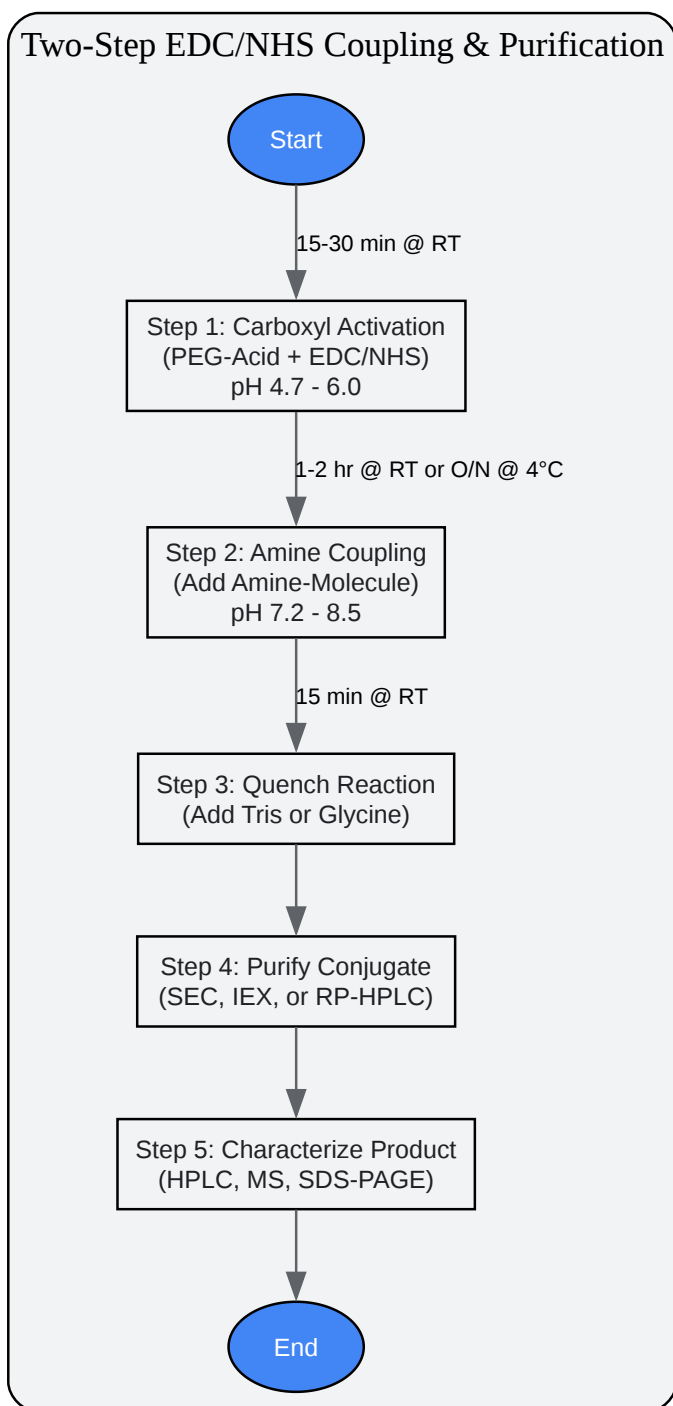 Two-Step EDC/NHS Coupling & Purification
Start
15-30 min @ RT
Step 1: Carboxyl Activation
(PEG-Acid + EDC/NHS)
pH 4.7 - 6.0
1-2 hr @ RT or O/N @ 4°C
Step 2: Amine Coupling
(Add Amine-Molecule)
pH 7.2 - 8.5
15 min @ RT
Step 3: Quench Reaction
(Add Tris or Glycine)
Step 4: Purify Conjugate
(SEC, IEX, or RP-HPLC)
Step 5: Characterize Product
(HPLC, MS, SDS-PAGE)
End